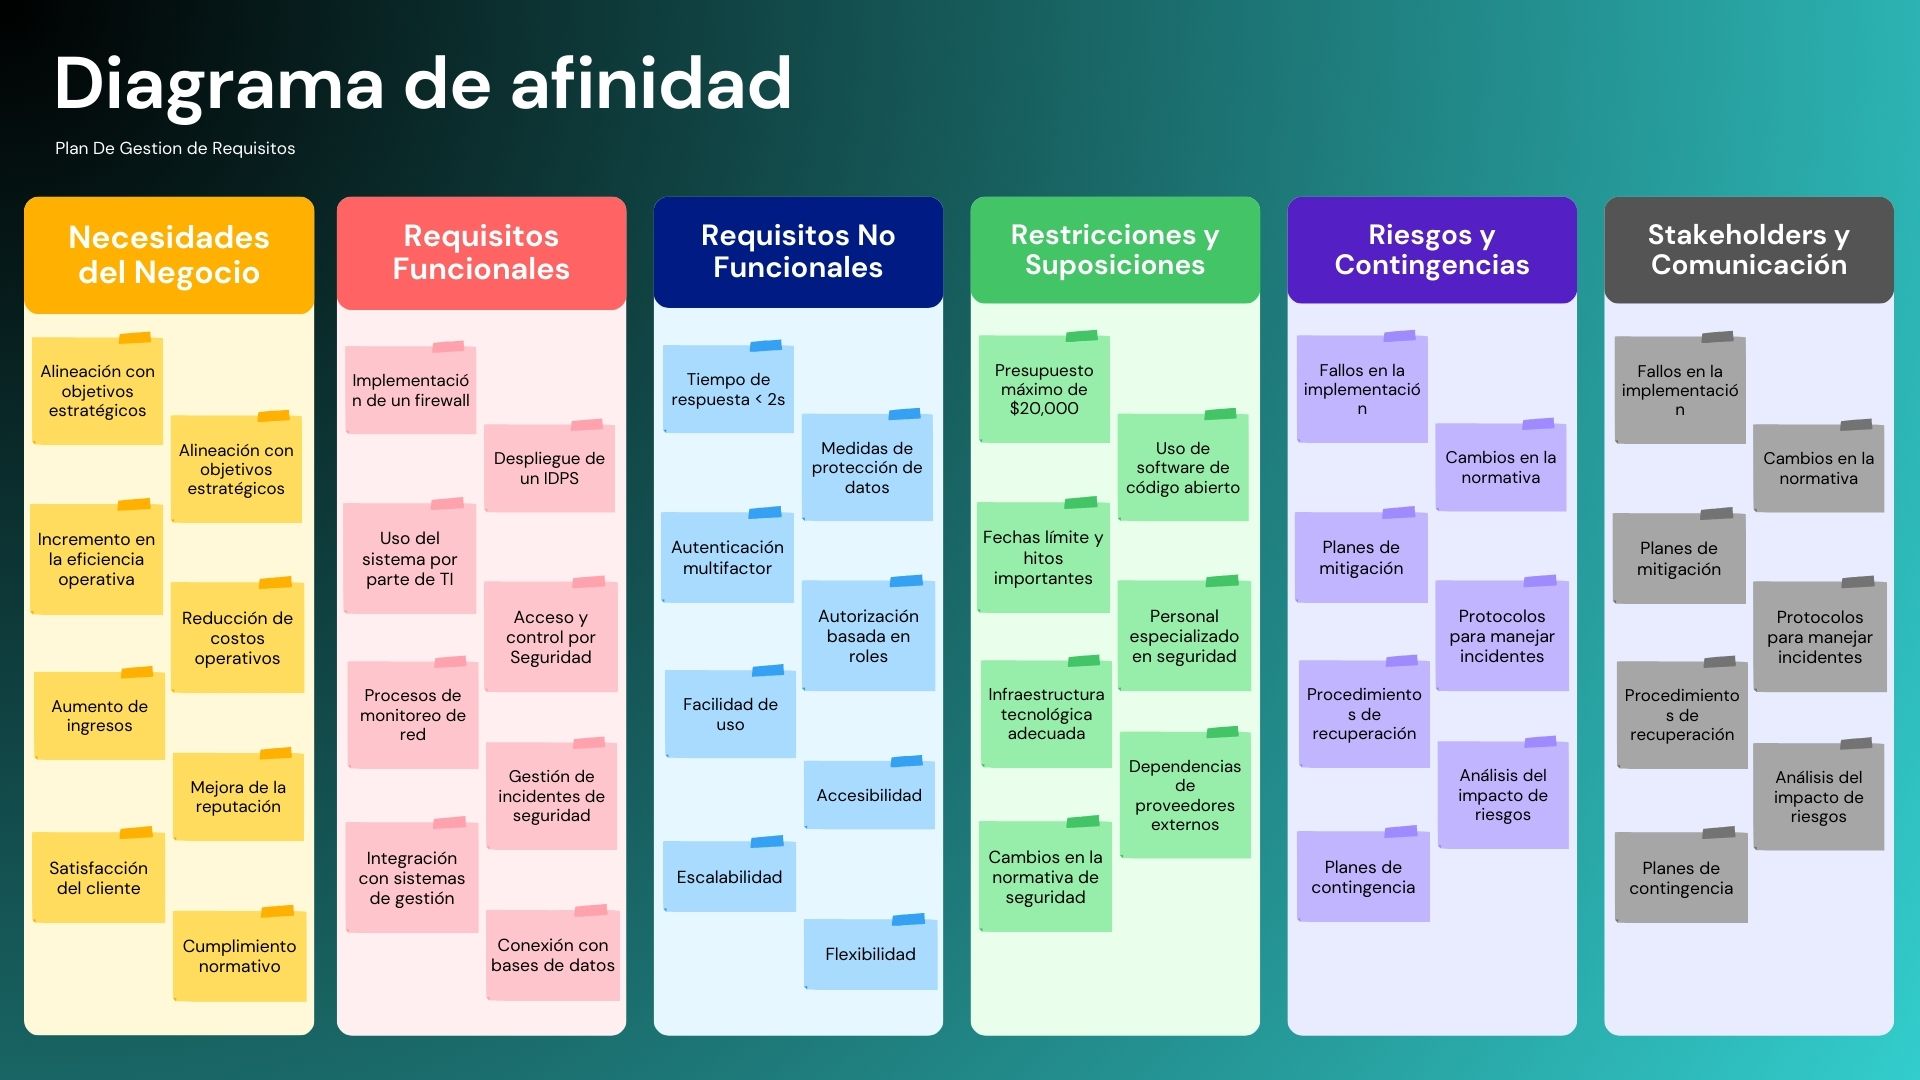 Diagrama de afinidad
Plan De Gestion de Requisitos
Necesidades
del Negocio
Alineación con
objetivos
estratégicos
Alineación con
objetivos
estratégicos
Incremento en
la eficiencia
operativa
Reducción de
costos
operativos
Aumento de
ingresos
Mejora de la
reputación
Satisfacción
del cliente
Cumplimiento
normativo
Requisitos
Funcionales
Implementació
n de un firewall
Despliegue de
un IDPS
Uso del
sistema por
parte de TI
Acceso y
control por
Seguridad
Procesos de
monitoreo de
red
Gestión de
incidentes de
seguridad
Integración
con sistemas
de gestión
Conexión con
bases de datos
Requisitos No
Funcionales
Tiempo de
respuesta < 2s
Medidas de
protección de
datos
Autenticación
multifactor
Autorización
basada en
roles
Facilidad de
uso
Accesibilidad
Escalabilidad
Flexibilidad
Restricciones y
Suposiciones
Presupuesto
máximo de
$20,000
Uso de
software de
código abierto
Fechas límite y
hitos
importantes
Personal
especializado
en seguridad
Infraestructura
tecnológica
adecuada
Dependencias
de
proveedores
externos
Cambios en la
normativa de
seguridad
Riesgos y
Contingencias
Fallos en la
implementació
n
Cambios en la
normativa
Planes de
mitigación
Protocolos
para manejar
incidentes
Procedimiento
s de
recuperación
Análisis del
impacto de
riesgos
Planes de
contingencia
Stakeholders y
Comunicación
Fallos en la
implementació
n
Cambios en la
normativa
Planes de
mitigación
Protocolos
para manejar
incidentes
Procedimiento
s de
recuperación
Análisis del
impacto de
riesgos
Planes de
contingencia